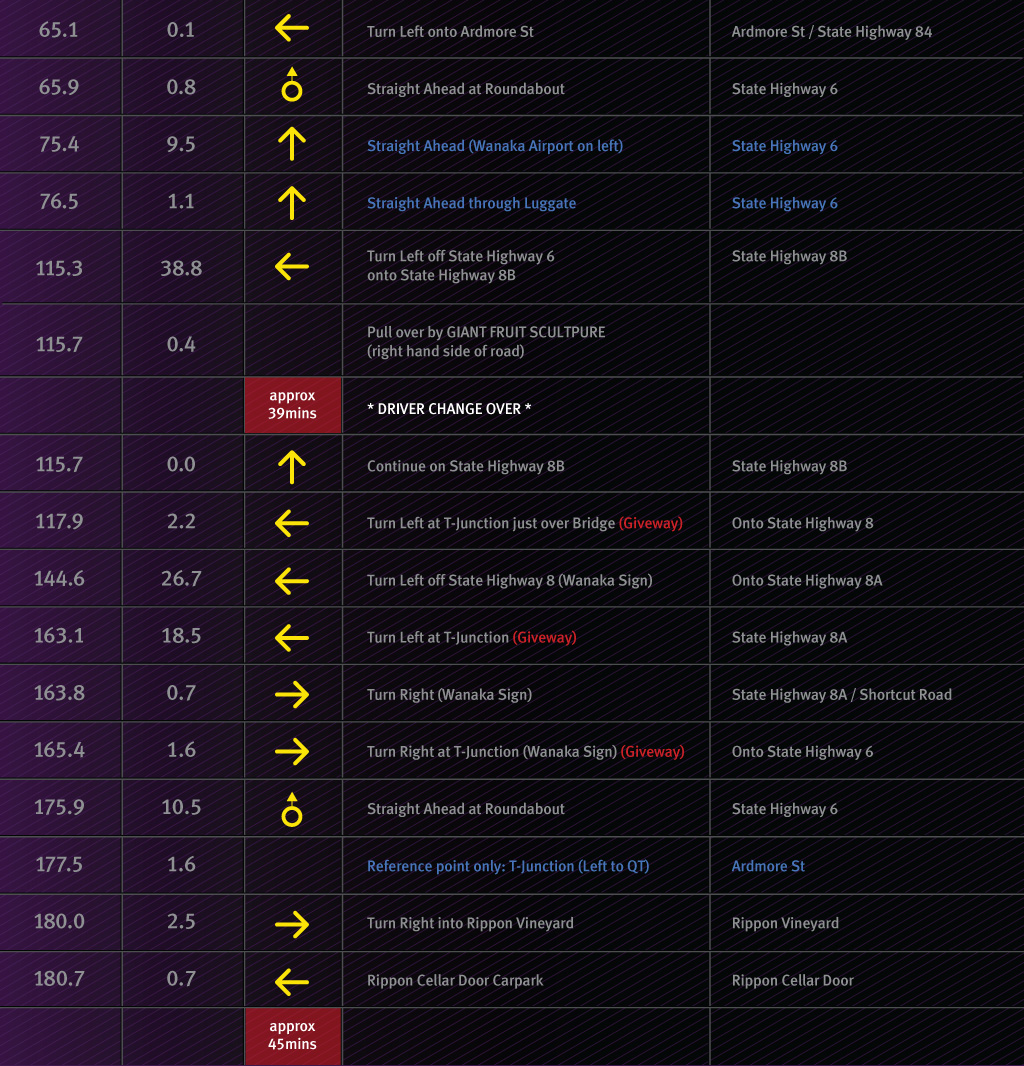 65.1 0.1 Turn Left onto Ardmore St Ardmore St / State Highway 84
65.9 0.8 Straight Ahead at Roundabout State Highway 6
75.4 9.5 Straight Ahead (Wanaka Airport on left) State Highway 6
76.5 1.1 Straight Ahead through Luggate State Highway 6
115.3 38.8 Turn Left off State Highway 6 State Highway 8B
onto State Highway 8B
115.7 0.4 Pull over by GIANT FRUIT SCULTPURE
(right hand side of road)
approx
39mins * DRIVER CHANGE OVER *
115.7 0.0 Continue on State Highway 8B State Highway 8B
117.9 2.2 Turn Left at T-Junction just over Bridge (Giveway) Onto State Highway 8
144.6 26.7 Turn Left off State Highway 8 (Wanaka Sign) Onto State Highway 8A
163.1 18.5 Turn Left at T-Junction (Giveway) State Highway 8A
163.8 0.7 Turn Right (Wanaka Sign) State Highway 8A / Shortcut Road
165.4 1.6 Turn Right at T-Junction (Wanaka Sign) (Giveway) Onto State Highway 6
175.9 10.5 Straight Ahead at Roundabout State Highway 6
177.5 1.6 Reference point only: T-Junction (Left to QT) Ardmore St
180.0 2.5 Turn Right into Rippon Vineyard Rippon Vineyard
180.7 0.7 Rippon Cellar Door Carpark Rippon Cellar Door
approx
45mins